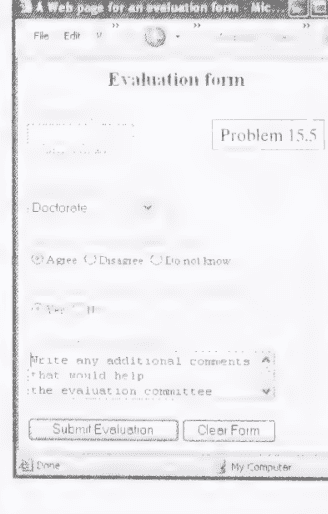 A Web page for an evaluation form - Mic...
File Edit
Evaluation form
Problem 15.5
Doctorate
Agree Disagree Do not know
Yes
Write any additional comments
that would help
the evaluation committee
Submit Evaluation Clear Form
Done My Computer